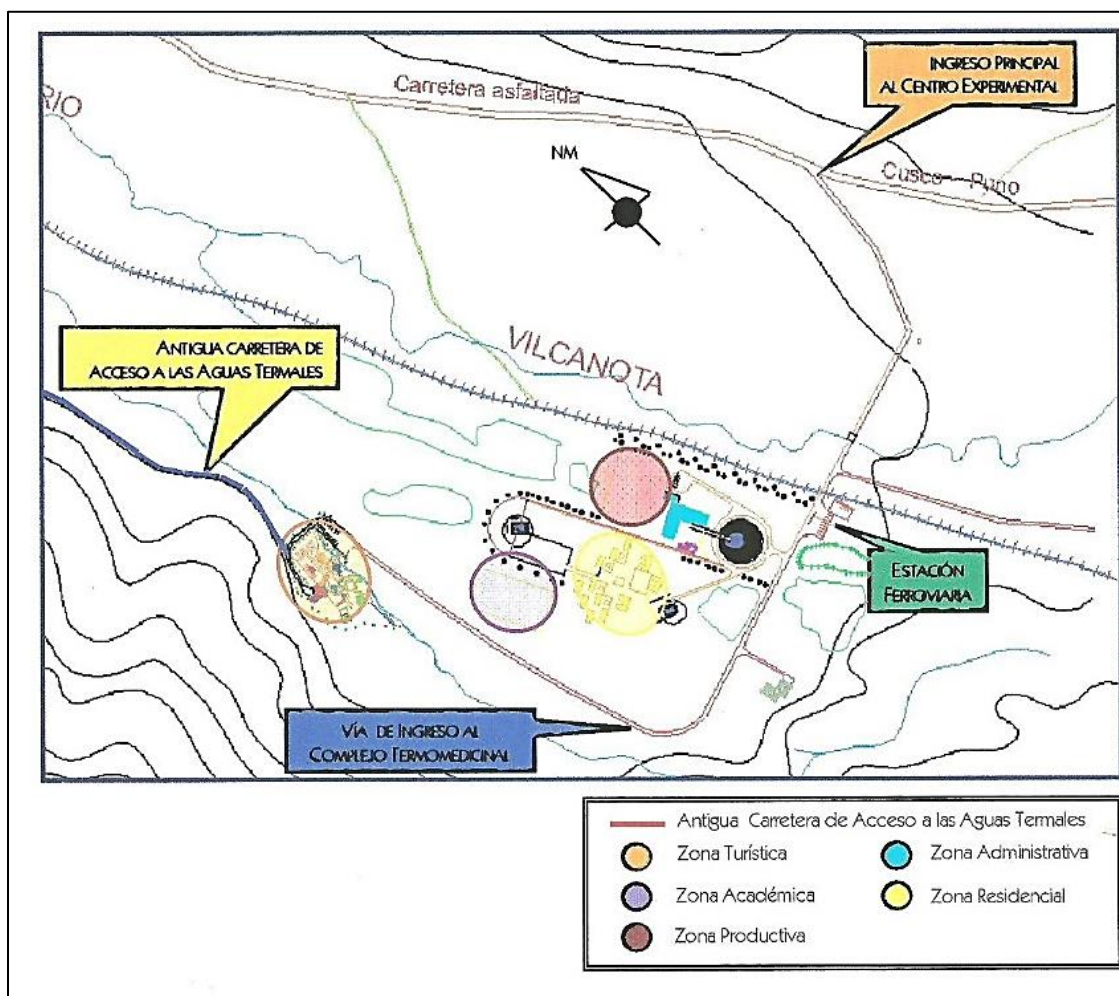 INGRESO PRINCIPAL
AL CENTRO EXPERIMENTAL
Carretera asfaltada
RIO
NM
Cusco - Puno
VILCANOTA
ANTIGUA CARRETERA DE
ACCESO A LAS AGUAS TERMALES
ESTACIÓN
FERROMARIA
VÍA DE INGRESO AL
COMPLEJO TERMOMEDICINAL
Antigua Carretera de Acceso a las Aguas Termales
Zona Turística
Zona Administrativa
Zona Académica
Zona Residencial
Zona Productiva